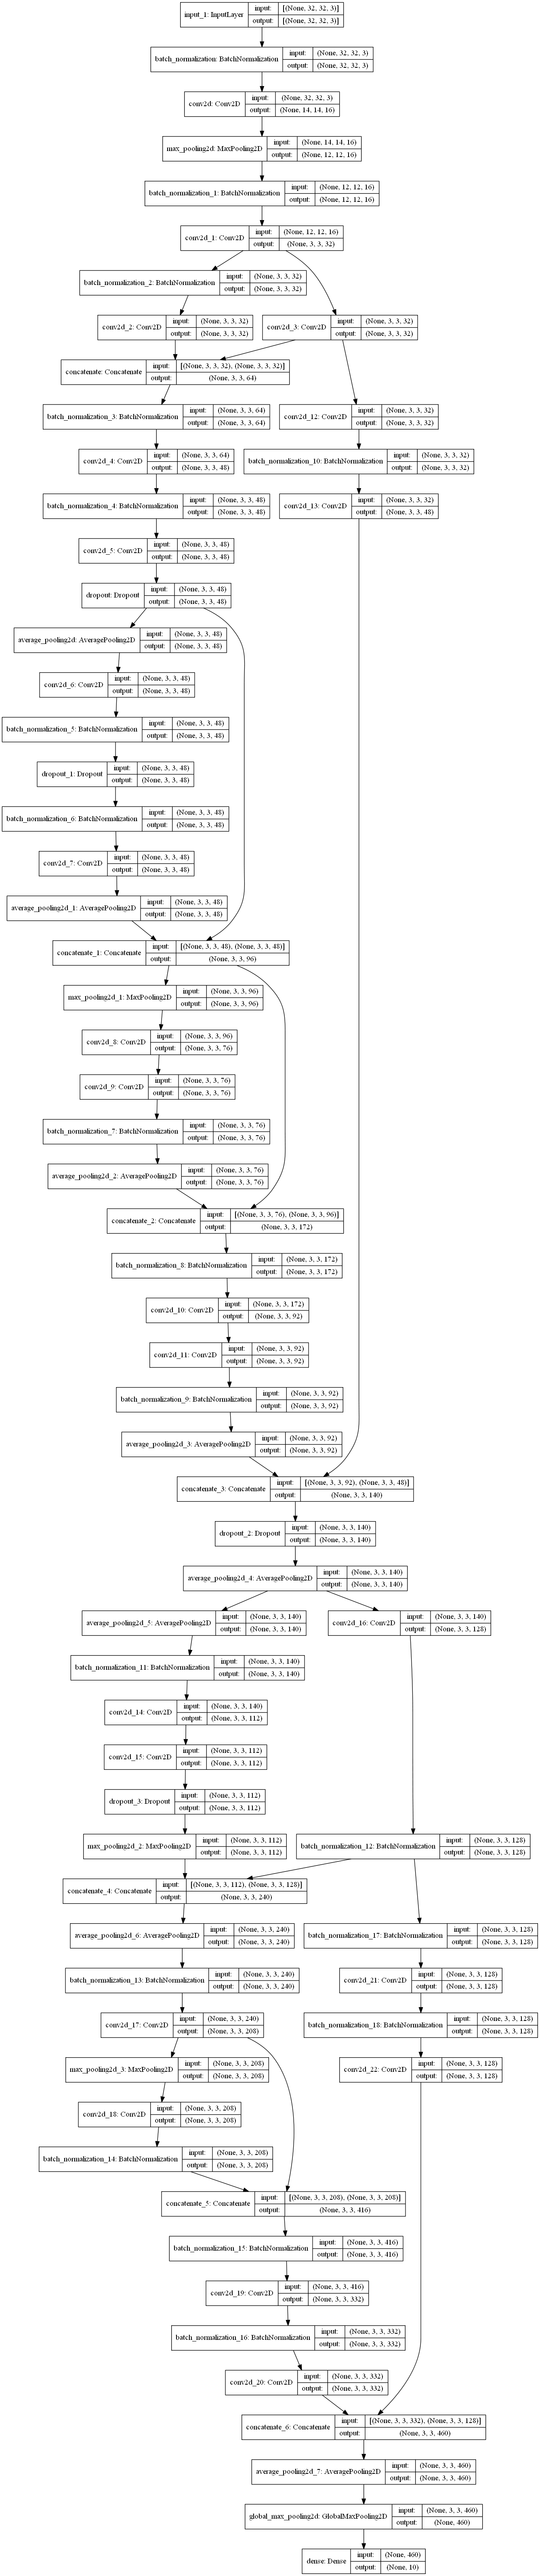 input_1: InputLayer input: [(None, 32, 32, 3)]
output: [(None, 32, 32, 3)]
batch_normalization: BatchNormalization input: (None, 32, 32, 3)
output: (None, 32, 32, 3)
conv2d: Conv2D input: (None, 32, 32, 3)
output: (None, 14, 14, 16)
max_pooling2d: MaxPooling2D input: (None, 14, 14, 16)
output: (None, 12, 12, 16)
batch_normalization_1: BatchNormalization input: (None, 12, 12, 16)
output: (None, 12, 12, 16)
conv2d_1: Conv2D input: (None, 12, 12, 16)
output: (None, 3, 3, 32)
batch_normalization_2: BatchNormalization input: (None, 3, 3, 32)
output: (None, 3, 3, 32)
conv2d_2: Conv2D input: (None, 3, 3, 32)
output: (None, 3, 3, 32)
conv2d_3: Conv2D input: (None, 3, 3, 32)
output: (None, 3, 3, 32)
concatenate: Concatenate input: [(None, 3, 3, 32), (None, 3, 3, 32)]
output: (None, 3, 3, 64)
batch_normalization_3: BatchNormalization input: (None, 3, 3, 64)
output: (None, 3, 3, 64)
conv2d_12: Conv2D input: (None, 3, 3, 32)
output: (None, 3, 3, 32)
conv2d_4: Conv2D input: (None, 3, 3, 64)
output: (None, 3, 3, 48)
batch_normalization_10: BatchNormalization input: (None, 3, 3, 32)
output: (None, 3, 3, 32)
batch_normalization_4: BatchNormalization input: (None, 3, 3, 48)
output: (None, 3, 3, 48)
conv2d_13: Conv2D input: (None, 3, 3, 32)
output: (None, 3, 3, 48)
conv2d_5: Conv2D input: (None, 3, 3, 48)
output: (None, 3, 3, 48)
dropout: Dropout input: (None, 3, 3, 48)
output: (None, 3, 3, 48)
average_pooling2d: AveragePooling2D input: (None, 3, 3, 48)
output: (None, 3, 3, 48)
conv2d_6: Conv2D input: (None, 3, 3, 48)
output: (None, 3, 3, 48)
batch_normalization_5: BatchNormalization input: (None, 3, 3, 48)
output: (None, 3, 3, 48)
dropout_1: Dropout input: (None, 3, 3, 48)
output: (None, 3, 3, 48)
batch_normalization_6: BatchNormalization input: (None, 3, 3, 48)
output: (None, 3, 3, 48)
conv2d_7: Conv2D input: (None, 3, 3, 48)
output: (None, 3, 3, 48)
average_pooling2d_1: AveragePooling2D input: (None, 3, 3, 48)
output: (None, 3, 3, 48)
concatenate_1: Concatenate input: [(None, 3, 3, 48), (None, 3, 3, 48)]
output: (None, 3, 3, 96)
max_pooling2d_1: MaxPooling2D input: (None, 3, 3, 96)
output: (None, 3, 3, 96)
conv2d_8: Conv2D input: (None, 3, 3, 96)
output: (None, 3, 3, 76)
conv2d_9: Conv2D input: (None, 3, 3, 76)
output: (None, 3, 3, 76)
batch_normalization_7: BatchNormalization input: (None, 3, 3, 76)
output: (None, 3, 3, 76)
average_pooling2d_2: AveragePooling2D input: (None, 3, 3, 76)
output: (None, 3, 3, 76)
concatenate_2: Concatenate input: [(None, 3, 3, 76), (None, 3, 3, 96)]
output: (None, 3, 3, 172)
batch_normalization_8: BatchNormalization input: (None, 3, 3, 172)
output: (None, 3, 3, 172)
conv2d_10: Conv2D input: (None, 3, 3, 172)
output: (None, 3, 3, 92)
conv2d_11: Conv2D input: (None, 3, 3, 92)
output: (None, 3, 3, 92)
batch_normalization_9: BatchNormalization input: (None, 3, 3, 92)
output: (None, 3, 3, 92)
average_pooling2d_3: AveragePooling2D input: (None, 3, 3, 92)
output: (None, 3, 3, 92)
concatenate_3: Concatenate input: [(None, 3, 3, 92), (None, 3, 3, 48)]
output: (None, 3, 3, 140)
dropout_2: Dropout input: (None, 3, 3, 140)
output: (None, 3, 3, 140)
average_pooling2d_4: AveragePooling2D input: (None, 3, 3, 140)
output: (None, 3, 3, 140)
average_pooling2d_5: AveragePooling2D input: (None, 3, 3, 140)
output: (None, 3, 3, 140)
conv2d_16: Conv2D input: (None, 3, 3, 140)
output: (None, 3, 3, 128)
batch_normalization_11: BatchNormalization input: (None, 3, 3, 140)
output: (None, 3, 3, 140)
conv2d_14: Conv2D input: (None, 3, 3, 140)
output: (None, 3, 3, 112)
conv2d_15: Conv2D input: (None, 3, 3, 112)
output: (None, 3, 3, 112)
dropout_3: Dropout input: (None, 3, 3, 112)
output: (None, 3, 3, 112)
max_pooling2d_2: MaxPooling2D input: (None, 3, 3, 112)
output: (None, 3, 3, 112)
batch_normalization_12: BatchNormalization input: (None, 3, 3, 128)
output: (None, 3, 3, 128)
concatenate_4: Concatenate input: [(None, 3, 3, 112), (None, 3, 3, 128)]
output: (None, 3, 3, 240)
average_pooling2d_6: AveragePooling2D input: (None, 3, 3, 240)
output: (None, 3, 3, 240)
batch_normalization_17: BatchNormalization input: (None, 3, 3, 128)
output: (None, 3, 3, 128)
batch_normalization_13: BatchNormalization input: (None, 3, 3, 240)
output: (None, 3, 3, 240)
conv2d_21: Conv2D input: (None, 3, 3, 128)
output: (None, 3, 3, 128)
conv2d_17: Conv2D input: (None, 3, 3, 240)
output: (None, 3, 3, 208)
batch_normalization_18: BatchNormalization input: (None, 3, 3, 128)
output: (None, 3, 3, 128)
max_pooling2d_3: MaxPooling2D input: (None, 3, 3, 208)
output: (None, 3, 3, 208)
conv2d_22: Conv2D input: (None, 3, 3, 128)
output: (None, 3, 3, 128)
conv2d_18: Conv2D input: (None, 3, 3, 208)
output: (None, 3, 3, 208)
batch_normalization_14: BatchNormalization input: (None, 3, 3, 208)
output: (None, 3, 3, 208)
concatenate_5: Concatenate input: [(None, 3, 3, 208), (None, 3, 3, 208)]
output: (None, 3, 3, 416)
batch_normalization_15: BatchNormalization input: (None, 3, 3, 416)
output: (None, 3, 3, 416)
conv2d_19: Conv2D input: (None, 3, 3, 416)
output: (None, 3, 3, 332)
batch_normalization_16: BatchNormalization input: (None, 3, 3, 332)
output: (None, 3, 3, 332)
conv2d_20: Conv2D input: (None, 3, 3, 332)
output: (None, 3, 3, 332)
concatenate_6: Concatenate input: [(None, 3, 3, 332), (None, 3, 3, 128)]
output: (None, 3, 3, 460)
average_pooling2d_7: AveragePooling2D input: (None, 3, 3, 460)
output: (None, 3, 3, 460)
global_max_pooling2d: GlobalMaxPooling2D input: (None, 3, 3, 460)
output: (None, 460)
dense: Dense input: (None, 460)
output: (None, 10)